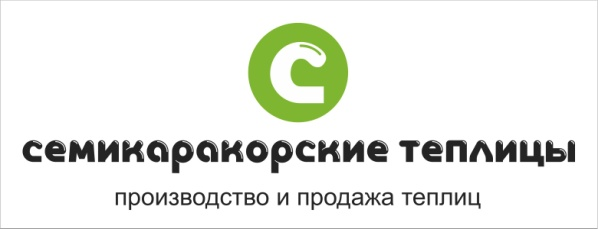 с
семикаракорские теплицы
производство и продажа теплиц